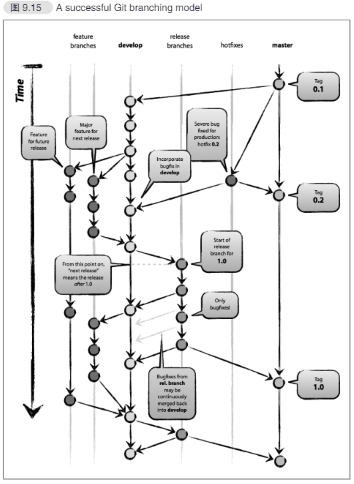 图 9.15 A successful Git branching model
feature
branches
develop
release
branches
hotfixes
master
Time
Tag
0.1
Feature
for future
release
Major
feature for
next release
Severe bug
fixed for
production:
hotfix 0.2
Incorporate
bugfix in
develop
Tag
0.2
Start of
release
branch for
1.0
From this point on,
"next release"
means the release
after 1.0
Only
bugfixes!
Bugfixes from
rel. branch
may be
continuously
merged back
into develop
Tag
1.0